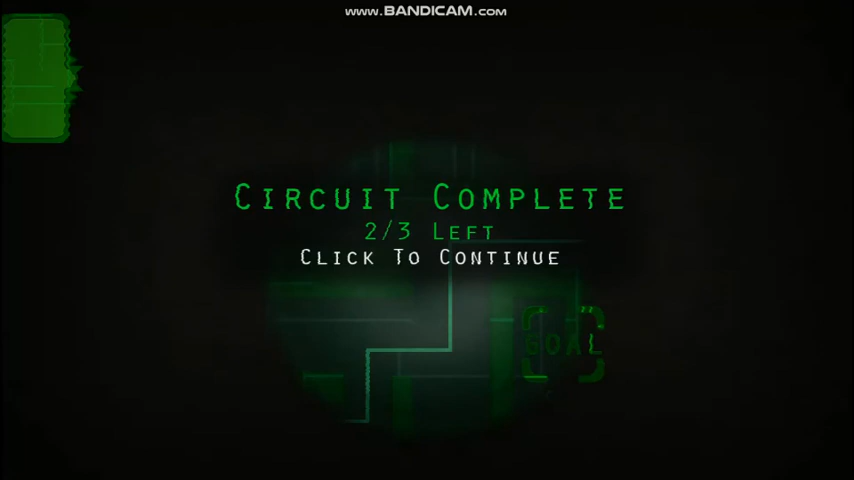 www.BANDICAM.com
Circuit Complete
2/3 Left
Click To Continue
GOAL